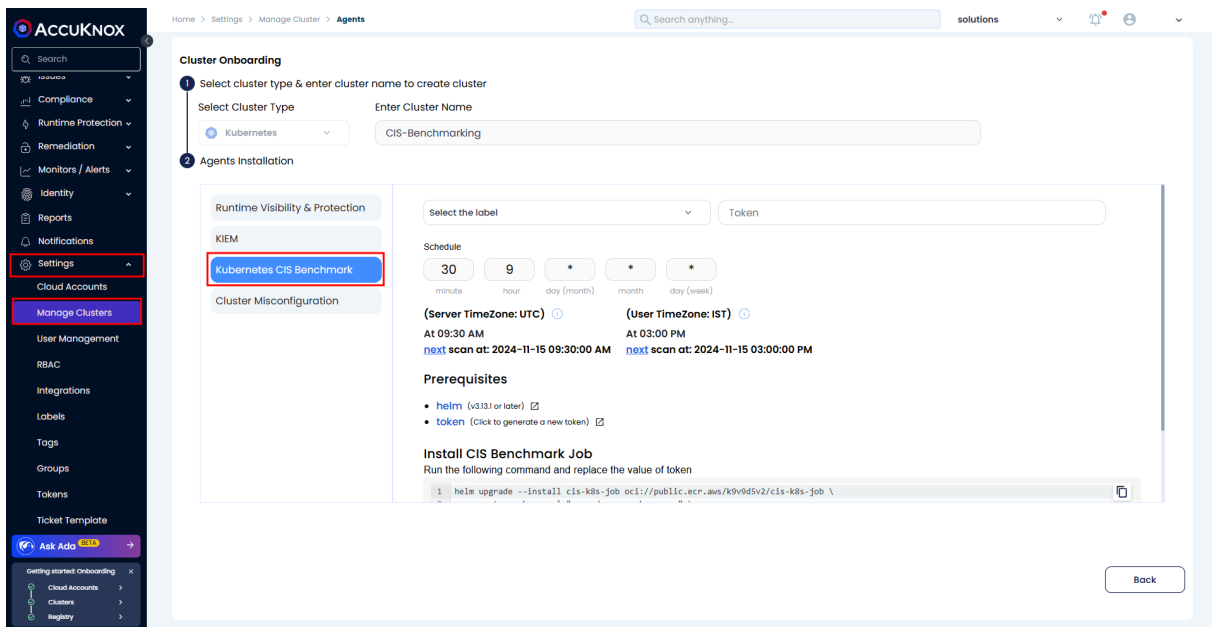 ACCUKNOX
Home > Settings > Manage Cluster > Agents
Search anything...
solutions
Search
Issues
Compliance
Runtime Protection
Remediation
Monitors / Alerts
Identity
Reports
Notifications
Settings
Cloud Accounts
Manage Clusters
User Management
RBAC
Integrations
Labels
Tags
Groups
Tokens
Ticket Template
Ask Ada BETA
Getting started: Onboarding
Cloud Accounts
Clusters
Registry
Cluster Onboarding
1 Select cluster type & enter cluster name to create cluster
Select Cluster Type
Enter Cluster Name
Kubernetes
CIS-Benchmarking
2 Agents Installation
Runtime Visibility & Protection
KIEM
Kubernetes CIS Benchmark
Cluster Misconfiguration
Select the label
Token
Schedule
30 9 * * *
minute hour day (month) month day (week)
(Server TimeZone: UTC)
At 09:30 AM
next scan at: 2024-11-15 09:30:00 AM
(User TimeZone: IST)
At 03:00 PM
next scan at: 2024-11-15 03:00:00 PM
Prerequisites
helm (v3.13.1 or later)
token (Click to generate a new token)
Install CIS Benchmark Job
Run the following command and replace the value of token
1 helm upgrade --install cis-k8s-job oci://public.ecr.aws/k9v9d5v2/cis-k8s-job \
Back